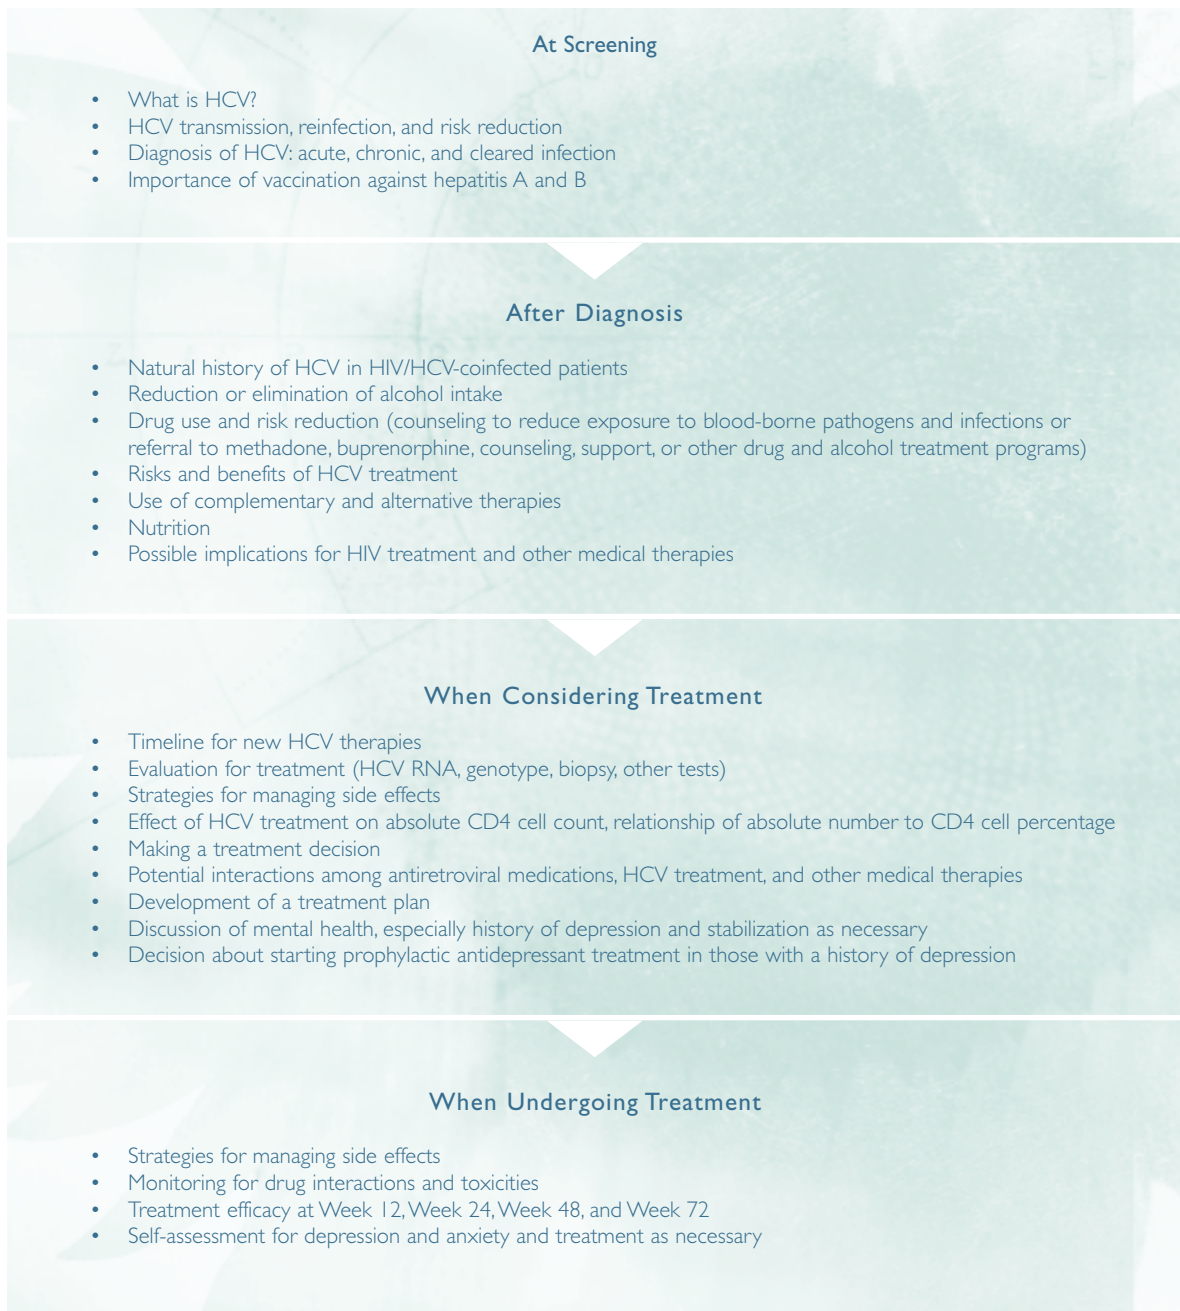 At Screening
• What is HCV?
• HCV transmission, reinfection, and risk reduction
• Diagnosis of HCV: acute, chronic, and cleared infection
• Importance of vaccination against hepatitis A and B
After Diagnosis
• Natural history of HCV in HIV/HCV-coinfected patients
• Reduction or elimination of alcohol intake
• Drug use and risk reduction (counseling to reduce exposure to blood-borne pathogens and infections or
referral to methadone, buprenorphine, counseling, support, or other drug and alcohol treatment programs)
• Risks and benefits of HCV treatment
• Use of complementary and alternative therapies
• Nutrition
• Possible implications for HIV treatment and other medical therapies
When Considering Treatment
• Timeline for new HCV therapies
• Evaluation for treatment (HCV RNA, genotype, biopsy, other tests)
• Strategies for managing side effects
• Effect of HCV treatment on absolute CD4 cell count, relationship of absolute number to CD4 cell percentage
• Making a treatment decision
• Potential interactions among antiretroviral medications, HCV treatment, and other medical therapies
• Development of a treatment plan
• Discussion of mental health, especially history of depression and stabilization as necessary
• Decision about starting prophylactic antidepressant treatment in those with a history of depression
When Undergoing Treatment
• Strategies for managing side effects
• Monitoring for drug interactions and toxicities
• Treatment efficacy at Week 12, Week 24, Week 48, and Week 72
• Self-assessment for depression and anxiety and treatment as necessary